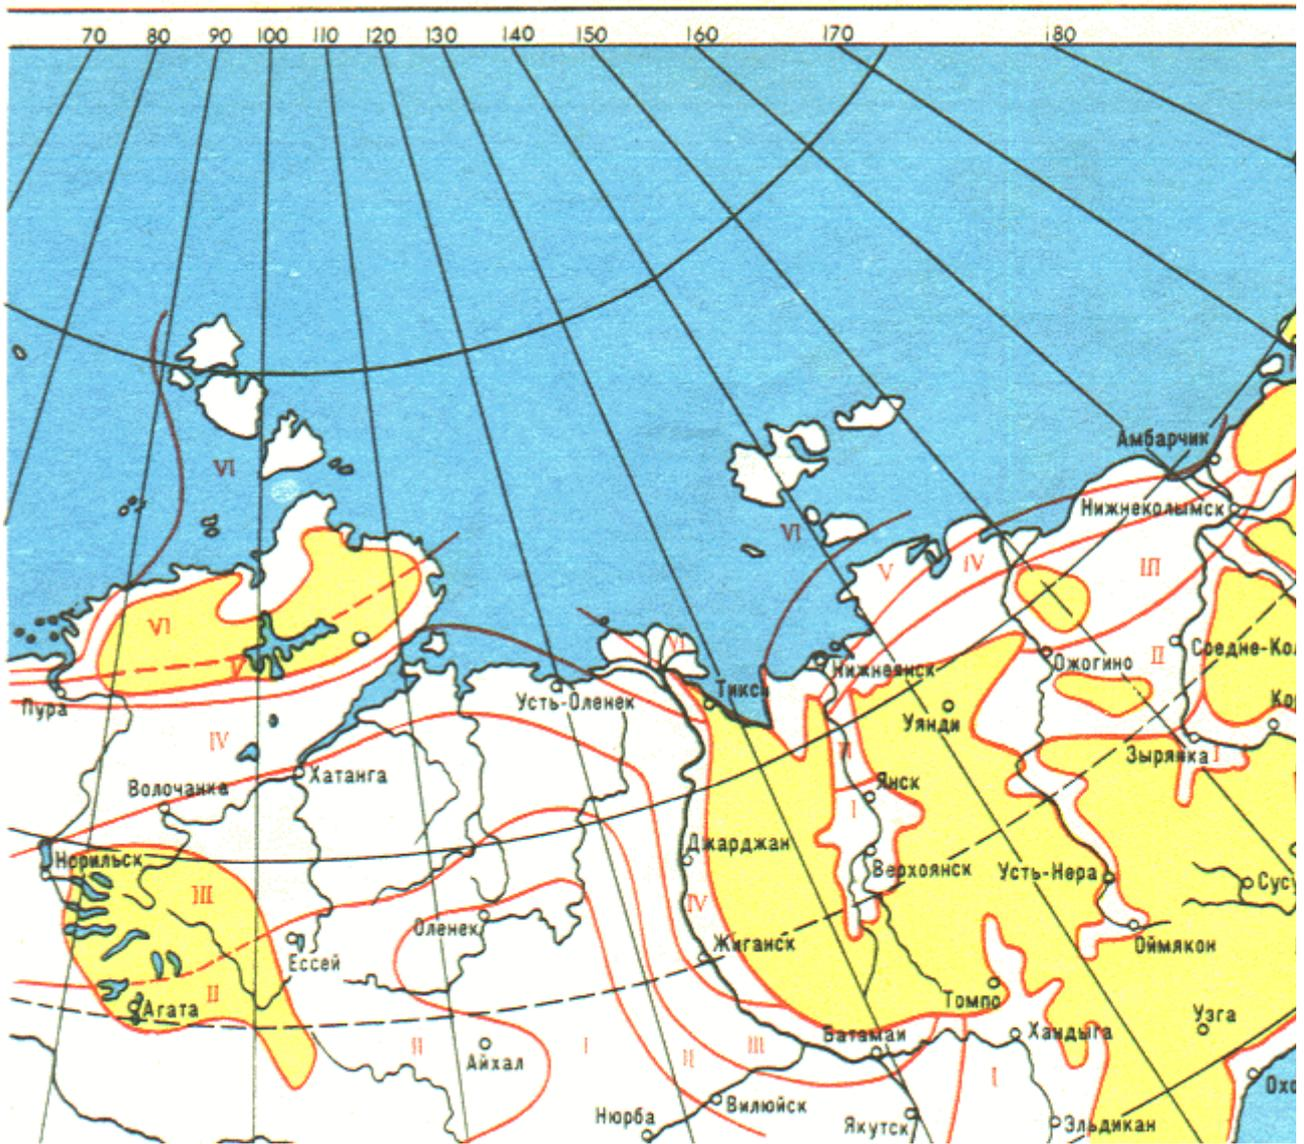 70 80 90 100 110 120 130 140 150 160 170 180
Амбарчик
VI
Нижнеколымск
VI
V
IV
III
VI
VI
Средне-Кол
II
Нижнеянск
Ожогино
V
Тикси
Усть-Оленек
Пура
Уянди
Ко
IV
Зырянка
I
II
Хатанга
Волочанка
Янск
I
Джарджан
Норильск
Верхоянск
Усть-Нера
Сусу
III
IV
Оленек
Жиганск
Оймякон
Ессей
II
Агата
Томпо
Узга
Батамай
Хандыга
II
Айхал
I
II
III
I
Охо
Нюрба
Вилюйск
Якутск
Эльдикан